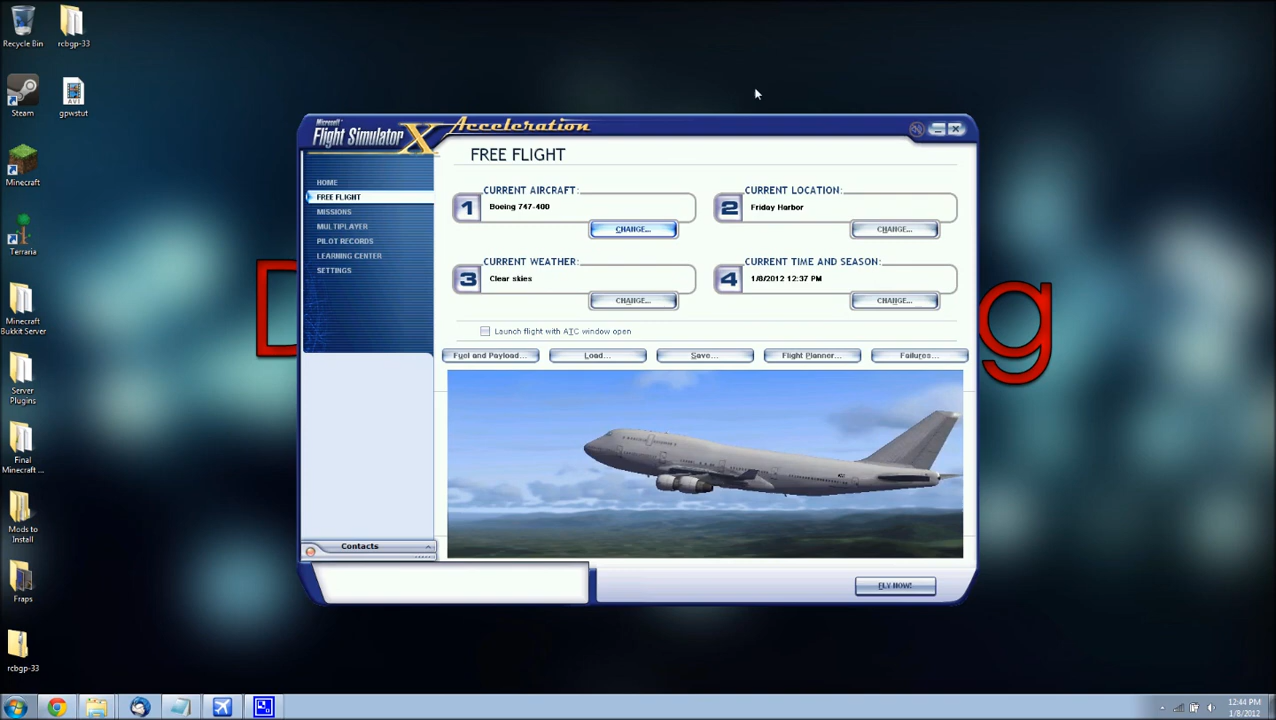 Recycle Bin
rcbgp-33
Steam
AVI
gpwstut
Minecraft
Terraria
Minecraft
Bukkit Server
Server
Plugins
Final
Minecraft ...
Mods to
Install
Fraps
rcbgp-33
Microsoft
Flight Simulator X Acceleration
HOME
FREE FLIGHT
MISSIONS
MULTIPLAYER
PILOT RECORDS
LEARNING CENTER
SETTINGS
Contacts
FREE FLIGHT
1 CURRENT AIRCRAFT:
Boeing 747-400
CHANGE...
2 CURRENT LOCATION:
Friday Harbor
CHANGE...
3 CURRENT WEATHER:
Clear skies
CHANGE...
4 CURRENT TIME AND SEASON:
1/8/2012 12:37 PM
CHANGE...
Launch flight with ATC window open
Fuel and Payload... Load... Save... Flight Planner... Failures...
FLY NOW!
g
12:44 PM
1/8/2012